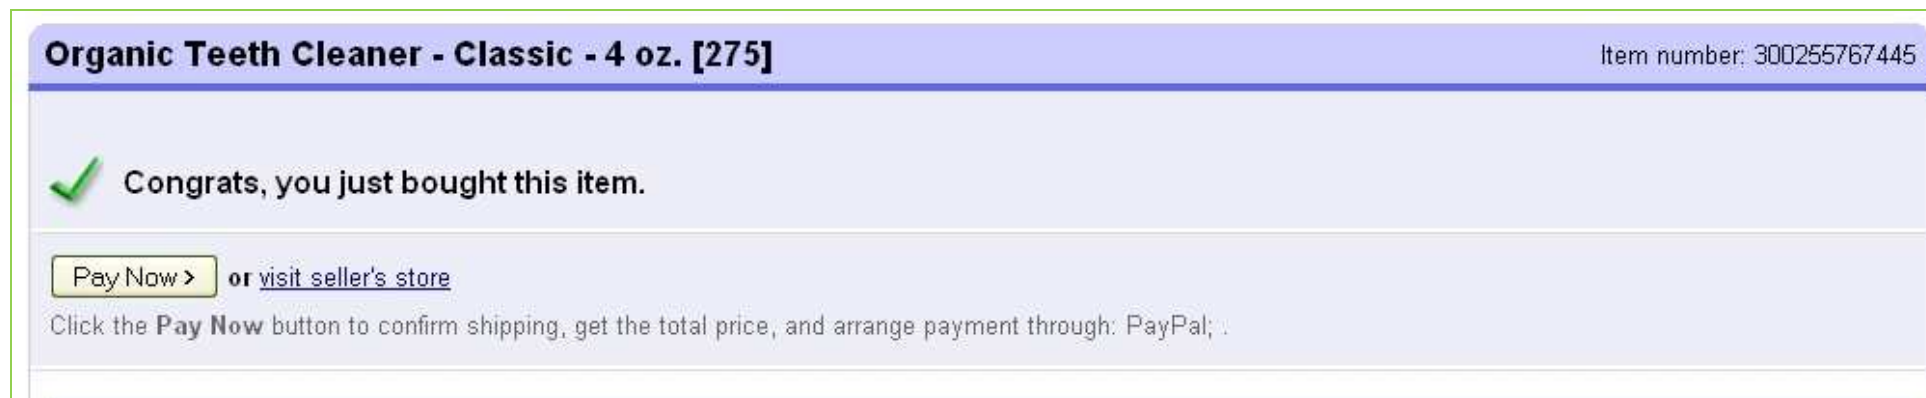 Organic Teeth Cleaner - Classic - 4 oz. [275]
Item number: 300255767445
Congrats, you just bought this item.
Pay Now > or visit seller's store
Click the Pay Now button to confirm shipping, get the total price, and arrange payment through: PayPal; .